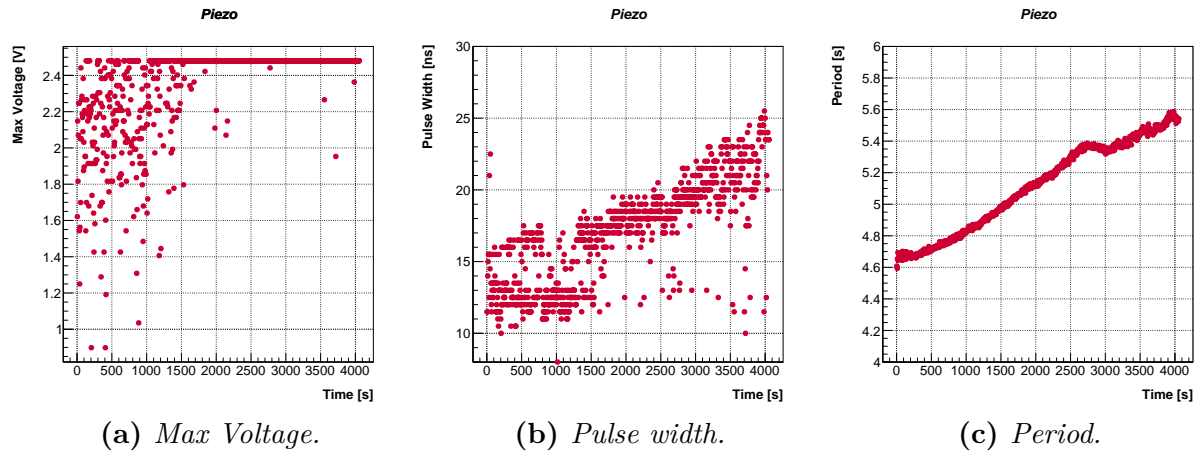 Piezo
Max Voltage [V]
2.4
2.2
2
1.8
1.6
1.4
1.2
1
0 500 1000 1500 2000 2500 3000 3500 4000
Time [s]
(a) Max Voltage.
Piezo
Pulse Width [ns]
30
25
20
15
10
0 500 1000 1500 2000 2500 3000 3500 4000
Time [s]
(b) Pulse width.
Piezo
Period [s]
6
5.8
5.6
5.4
5.2
5
4.8
4.6
4.4
4.2
4
0 500 1000 1500 2000 2500 3000 3500 4000
Time [s]
(c) Period.